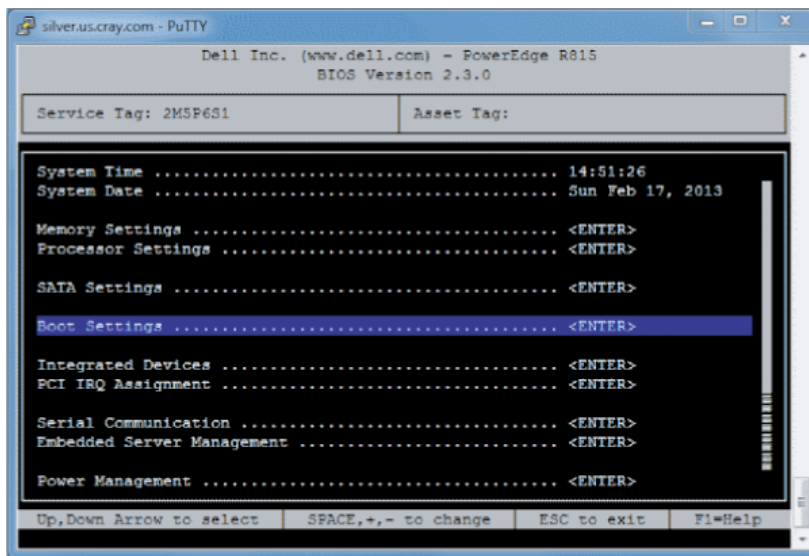 silver.us.cray.com - PuTTY
Dell Inc. (www.dell.com) - PowerEdge R815
BIOS Version 2.3.0
Service Tag: 2M5P6S1 Asset Tag:
System Time .......................................... 14:51:26
System Date .......................................... Sun Feb 17, 2013
Memory Settings ...................................... <ENTER>
Processor Settings ................................... <ENTER>
SATA Settings ........................................ <ENTER>
Boot Settings ........................................ <ENTER>
Integrated Devices ................................... <ENTER>
PCI IRQ Assignment ................................... <ENTER>
Serial Communication ................................. <ENTER>
Embedded Server Management ........................... <ENTER>
Power Management ..................................... <ENTER>
Up,Down Arrow to select SPACE,+,- to change ESC to exit F1=Help